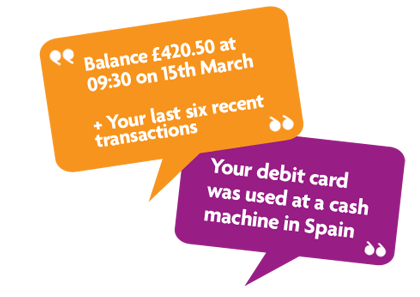 Balance £420.50 at
09:30 on 15th March
+ Your last six recent
transactions
Your debit card
was used at a cash
machine in Spain